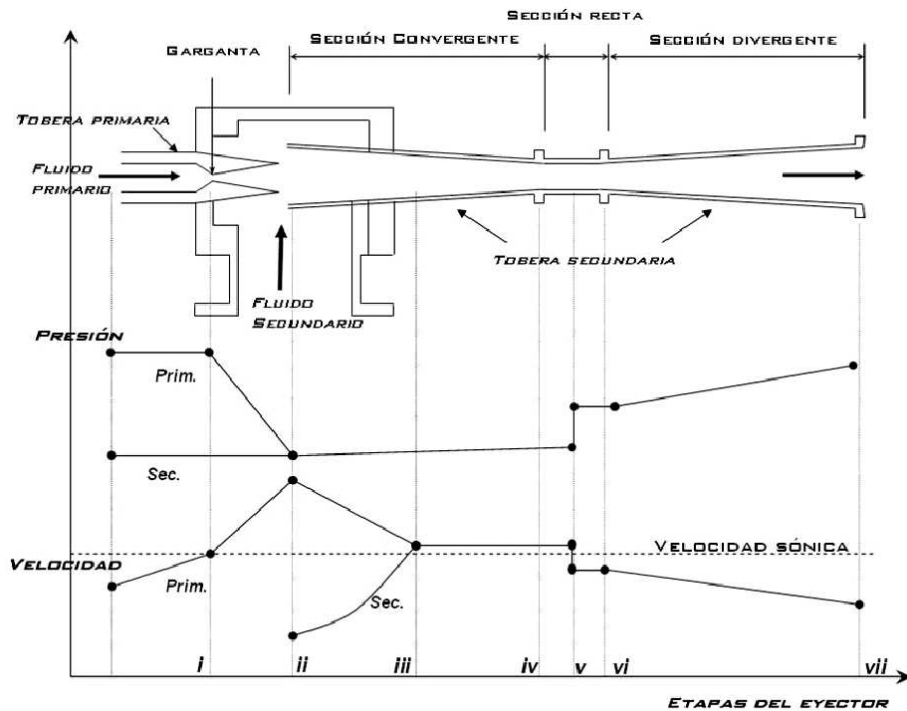 SECCIÓN RECTA
GARGANTA
SECCIÓN CONVERGENTE
SECCIÓN DIVERGENTE
TOBERA PRIMARIA
FLUIDO
PRIMARIO
TOBERA SECUNDARIA
FLUIDO
SECUNDARIO
PRESIÓN
Prim.
Sec.
VELOCIDAD SÓNICA
VELOCIDAD
Prim.
Sec.
i
ii
iii
iv
v
vi
vii
ETAPAS DEL EYECTOR